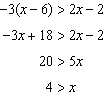 −3(x − 6) > 2x − 2
−3x + 18 > 2x − 2
20 > 5x
4 > x